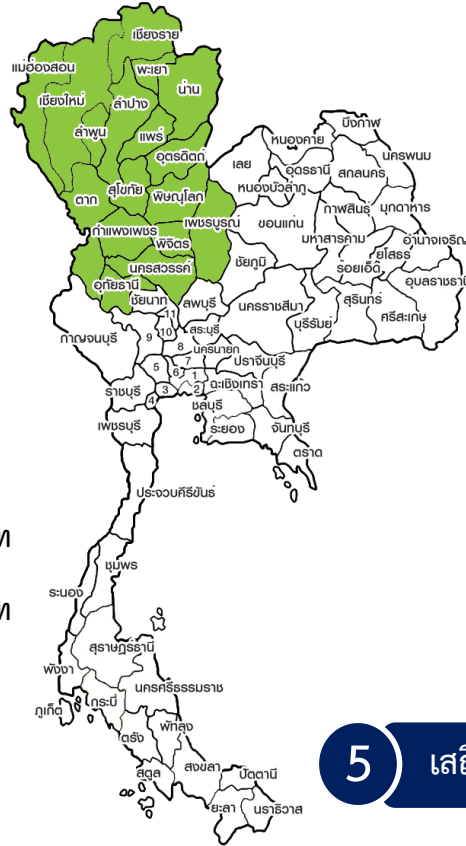 เชียงราย
แม่ฮ่องสอน
พะเยา
น่าน
เชียงใหม่
ลำปาง
ลำพูน
แพร่
อุตรดิตถ์
บึงกาฬ
หนองคาย
เลย
อุดรธานี
นครพนม
สกลนคร
หนองบัวลำภู
ตาก
สุโขทัย
พิษณุโลก
เพชรบูรณ์
ขอนแก่น
กาฬสินธุ์
มุกดาหาร
กำแพงเพชร
พิจิตร
มหาสารคาม
อำนาจเจริญ
ยโสธร
ร้อยเอ็ด
ชัยภูมิ
นครสวรรค์
อุทัยธานี
อุบลราชธานี
ชัยนาท
ลพบุรี
นครราชสีมา
สุรินทร์
บุรีรัมย์
ศรีสะเกษ
11
สระบุรี
กาญจนบุรี
9
10
8
นครนายก
ปราจีนบุรี
7
5
6
1
ฉะเชิงเทรา
สระแก้ว
ราชบุรี
3
2
4
ชลบุรี
เพชรบุรี
ระยอง
จันทบุรี
ตราด
ประจวบคีรีขันธ์
ท
ชุมพร
ระนอง
ท
สุราษฎร์ธานี
พังงา
นครศรีธรรมราช
ภูเก็ต
กระบี่
พัทลุง
ตรัง
สตูล
สงขลา
ปัตตานี
ยะลา
นราธิวาส
5